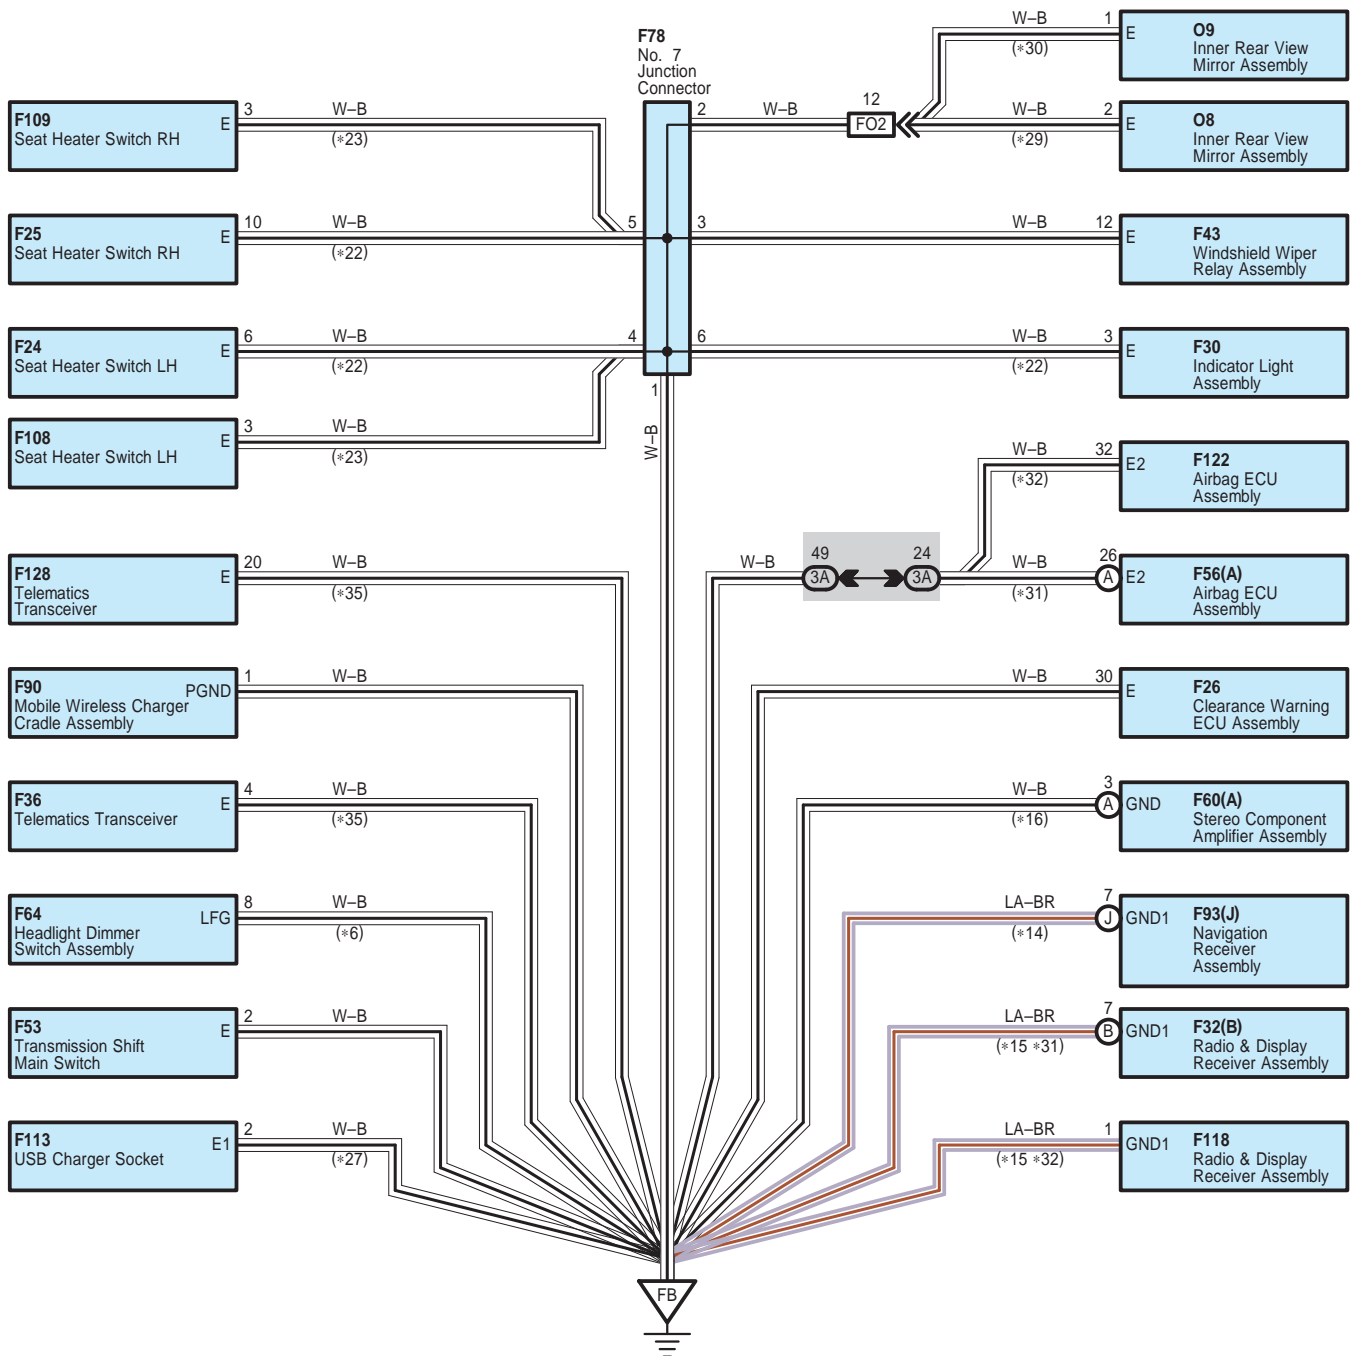 F78
No. 7
Junction
Connector
W–B
1
(*30)
E
O9
Inner Rear View
Mirror Assembly
2
W–B
12
FO2
W–B
2
(*29)
E
O8
Inner Rear View
Mirror Assembly
F109
Seat Heater Switch RH
E
3
W–B
(*23)
F25
Seat Heater Switch RH
E
10
W–B
(*22)
5
3
W–B
12
E
F43
Windshield Wiper
Relay Assembly
F24
Seat Heater Switch LH
E
6
W–B
(*22)
4
6
W–B
(*22)
3
E
F30
Indicator Light
Assembly
1
W–B
F108
Seat Heater Switch LH
E
3
W–B
(*23)
W–B
(*32)
32
E2
F122
Airbag ECU
Assembly
F128
Telematics
Transceiver
E
20
W–B
(*35)
W–B
49
3A
24
3A
W–B
(*31)
26
A
E2
F56(A)
Airbag ECU
Assembly
F90
Mobile Wireless Charger
Cradle Assembly
PGND
1
W–B
W–B
30
E
F26
Clearance Warning
ECU Assembly
F36
Telematics Transceiver
E
4
W–B
(*35)
W–B
(*16)
3
A
GND
F60(A)
Stereo Component
Amplifier Assembly
F64
Headlight Dimmer
Switch Assembly
LFG
8
W–B
(*6)
LA–BR
(*14)
7
J
GND1
F93(J)
Navigation
Receiver
Assembly
F53
Transmission Shift
Main Switch
E
2
W–B
LA–BR
(*15 *31)
7
B
GND1
F32(B)
Radio & Display
Receiver Assembly
F113
USB Charger Socket
E1
2
W–B
(*27)
LA–BR
(*15 *32)
1
GND1
F118
Radio & Display
Receiver Assembly
FB